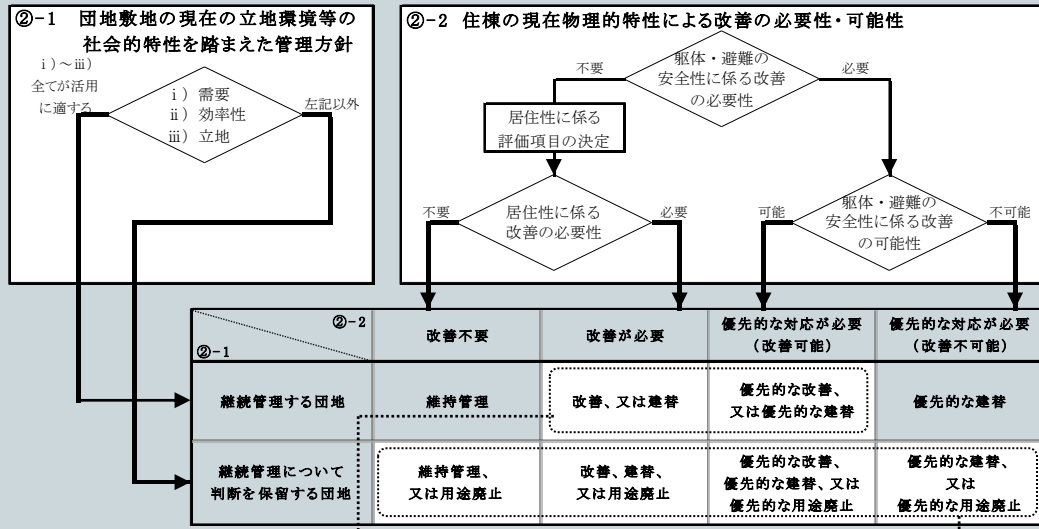 ②-1 団地敷地の現在の立地環境等の
社会的特性を踏まえた管理方針
ⅰ)～ⅲ)
全てが活用
に適する
ⅰ) 需要
ⅱ) 効率性
ⅲ) 立地
左記以外
②-2 住棟の現在物理的特性による改善の必要性・可能性
不要
躯体・避難の
安全性に係る改善
の必要性
必要
居住性に係る
評価項目の決定
不要
居住性に係る
改善の必要性
必要
可能
躯体・避難の
安全性に係る改善
の可能性
不可能
②-2
②-1
改善不要
改善が必要
優先的な対応が必要
(改善可能)
優先的な対応が必要
(改善不可能)
継続管理する団地
維持管理
改善、又は建替
優先的な改善、
又は優先的な建替
優先的な建替
継続管理について
判断を保留する団地
維持管理、
又は用途廃止
改善、建替、
又は用途廃止
優先的な改善、
優先的な建替、又は
優先的な用途廃止
優先的な建替、
又は
優先的な用途廃止